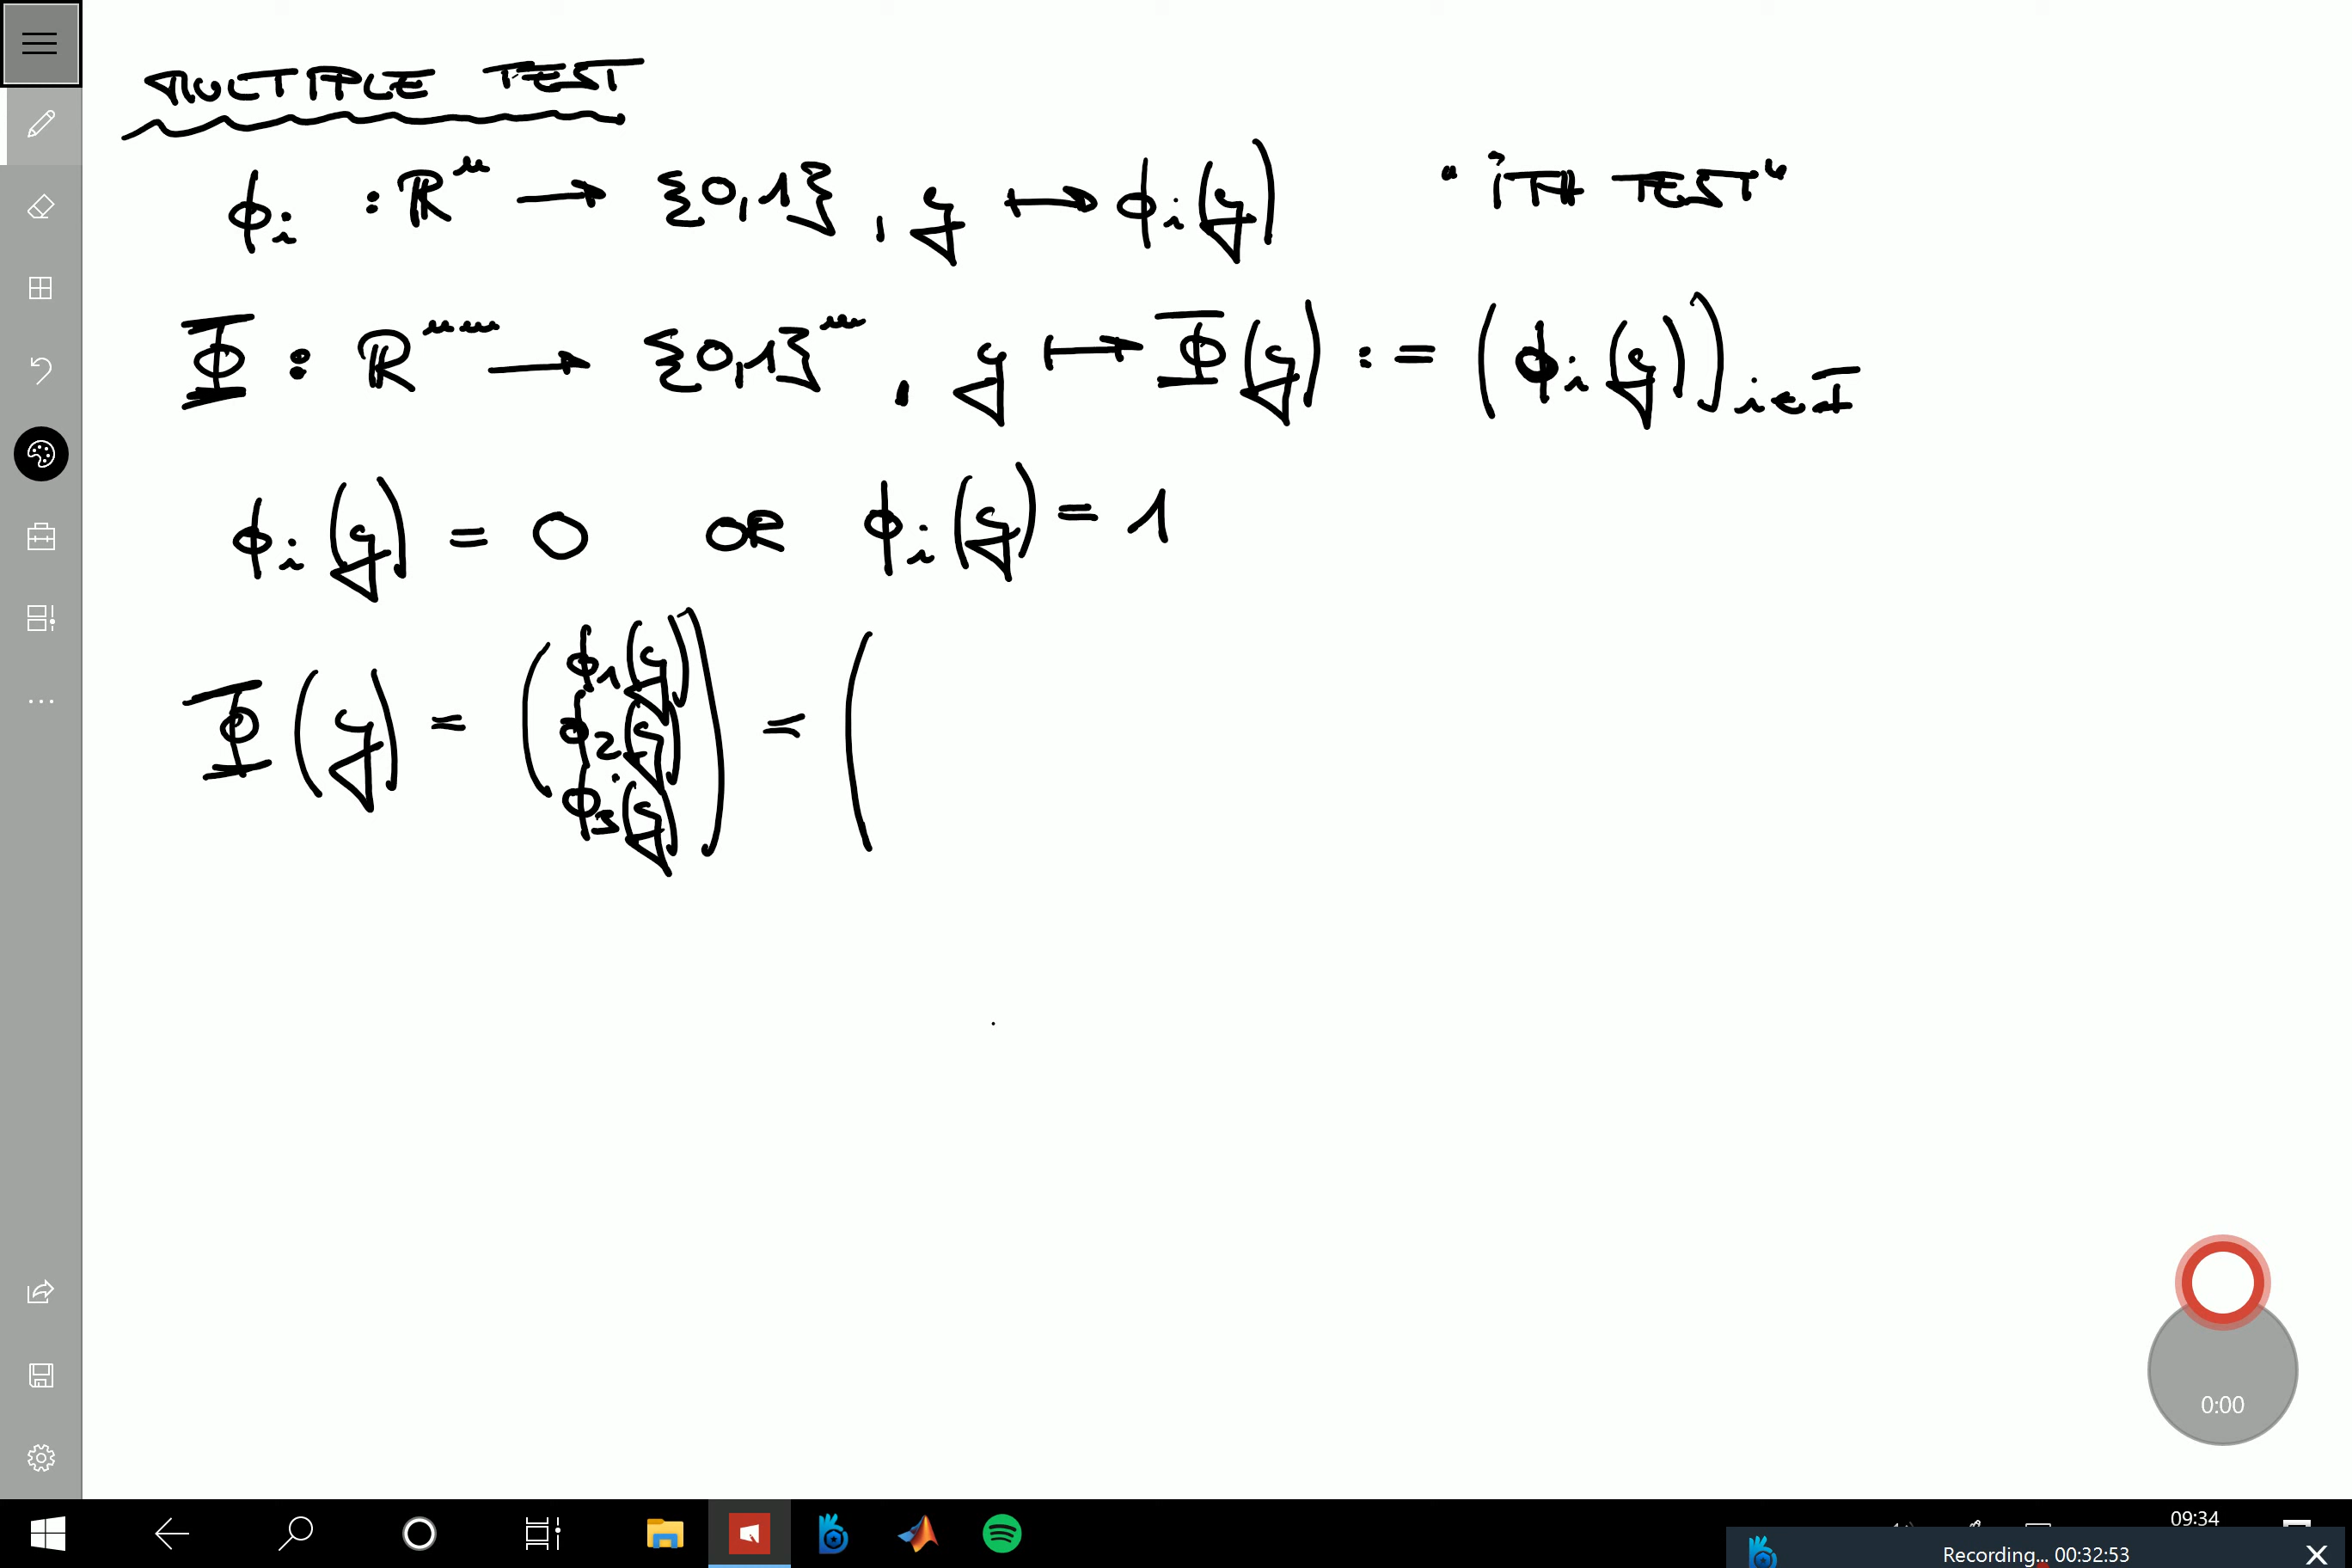 MULTIPLE TEST
ϕᵢ : ℝⁿ → {0,1}, y ↦ ϕᵢ(y) "iTH TEST"
Φ : ℝᵐⁿ → {0,1}ᵐ, y ↦ Φ(y) := (ϕᵢ(y))ᵢ∈I
ϕᵢ(y) = 0 OR ϕᵢ(y) = 1
Φ(y) = (ϕ₁(y) ϕ₂(y) ϕ₃(y)) = (
0:00
09:34
Recording... 00:32:53